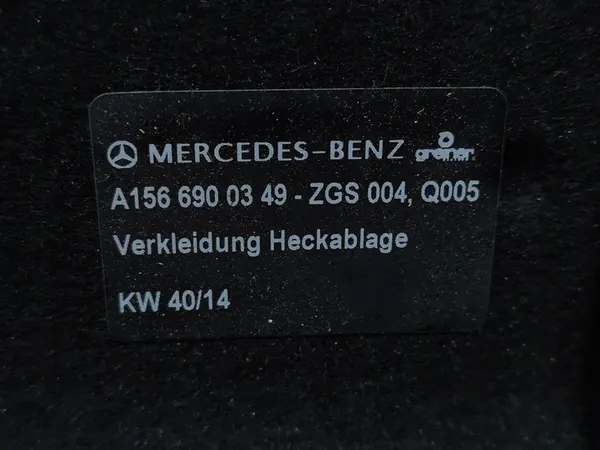 MERCEDES-BENZ greiner
A156 690 03 49 - ZGS 004, Q005
Verkleidung Heckablage
KW 40/14